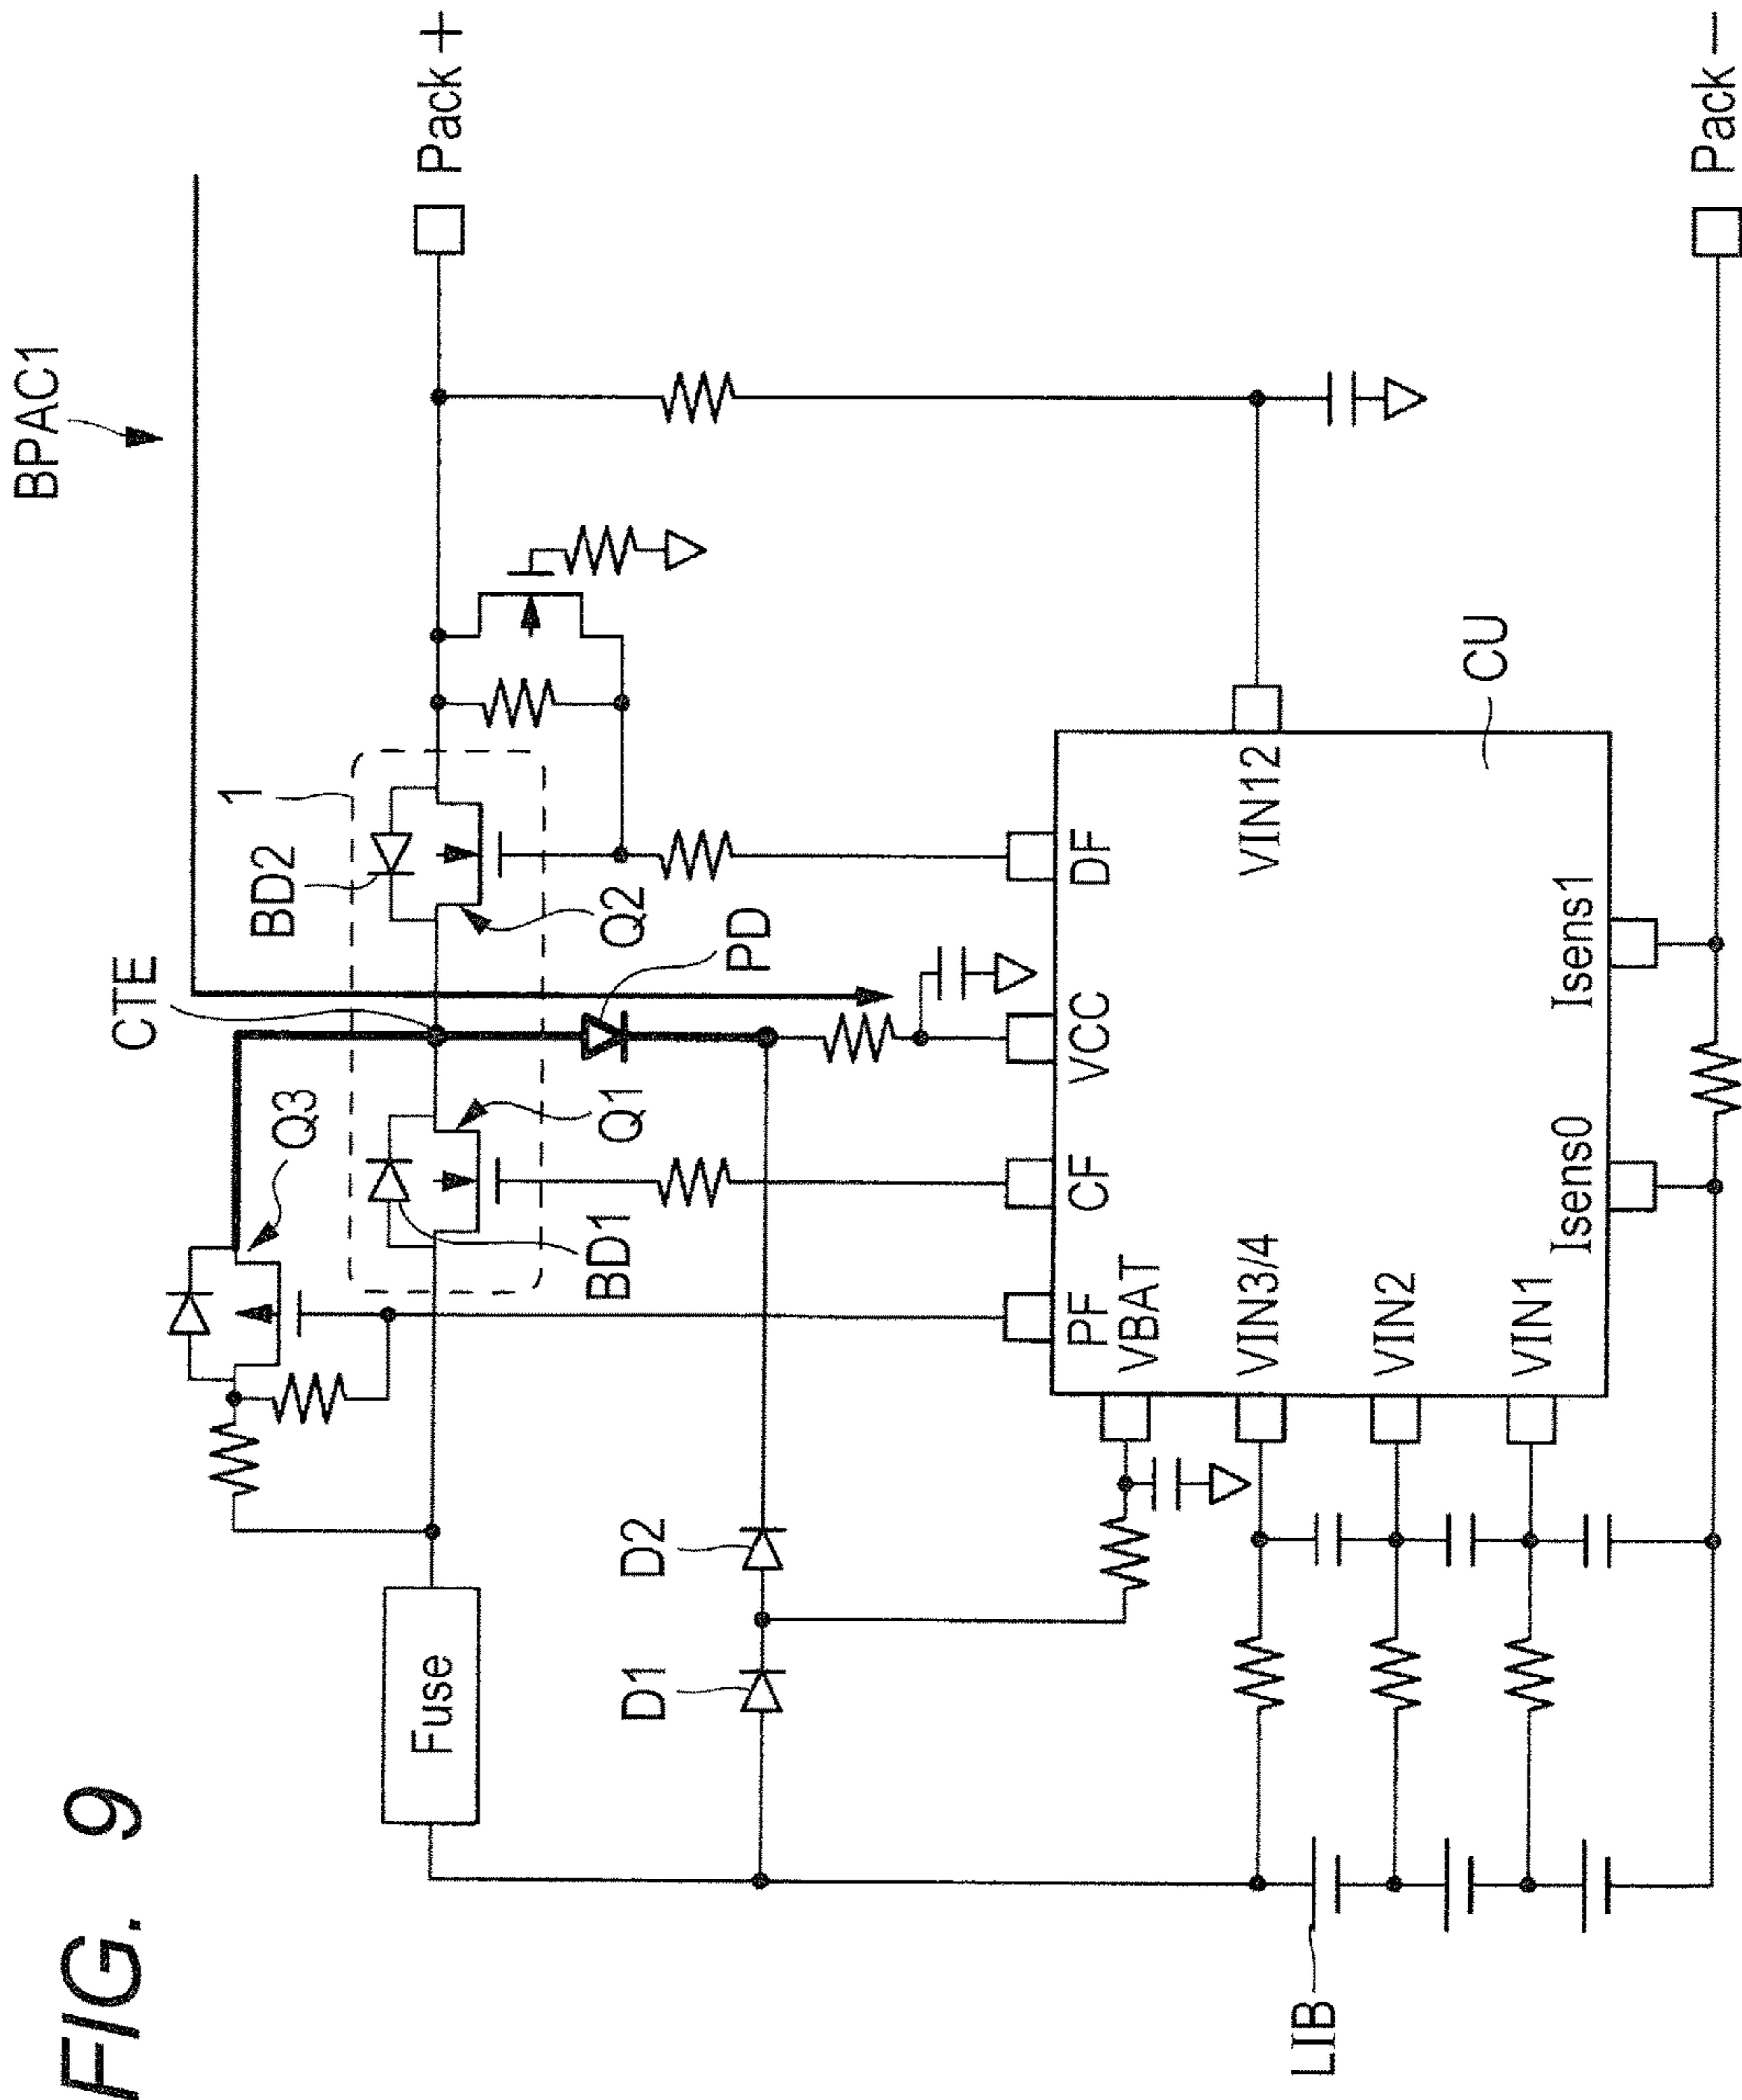 FIG. 9
BPAC1
CTE
BD2
1
Q3
Pack +
Fuse
BD1
Q1
Q2
PD
D1
D2
PF
CF
VCC
DF
VBAT
VIN3/4
VIN2
VIN1
VIN12
CU
Isens0
Isens1
LIB
Pack −